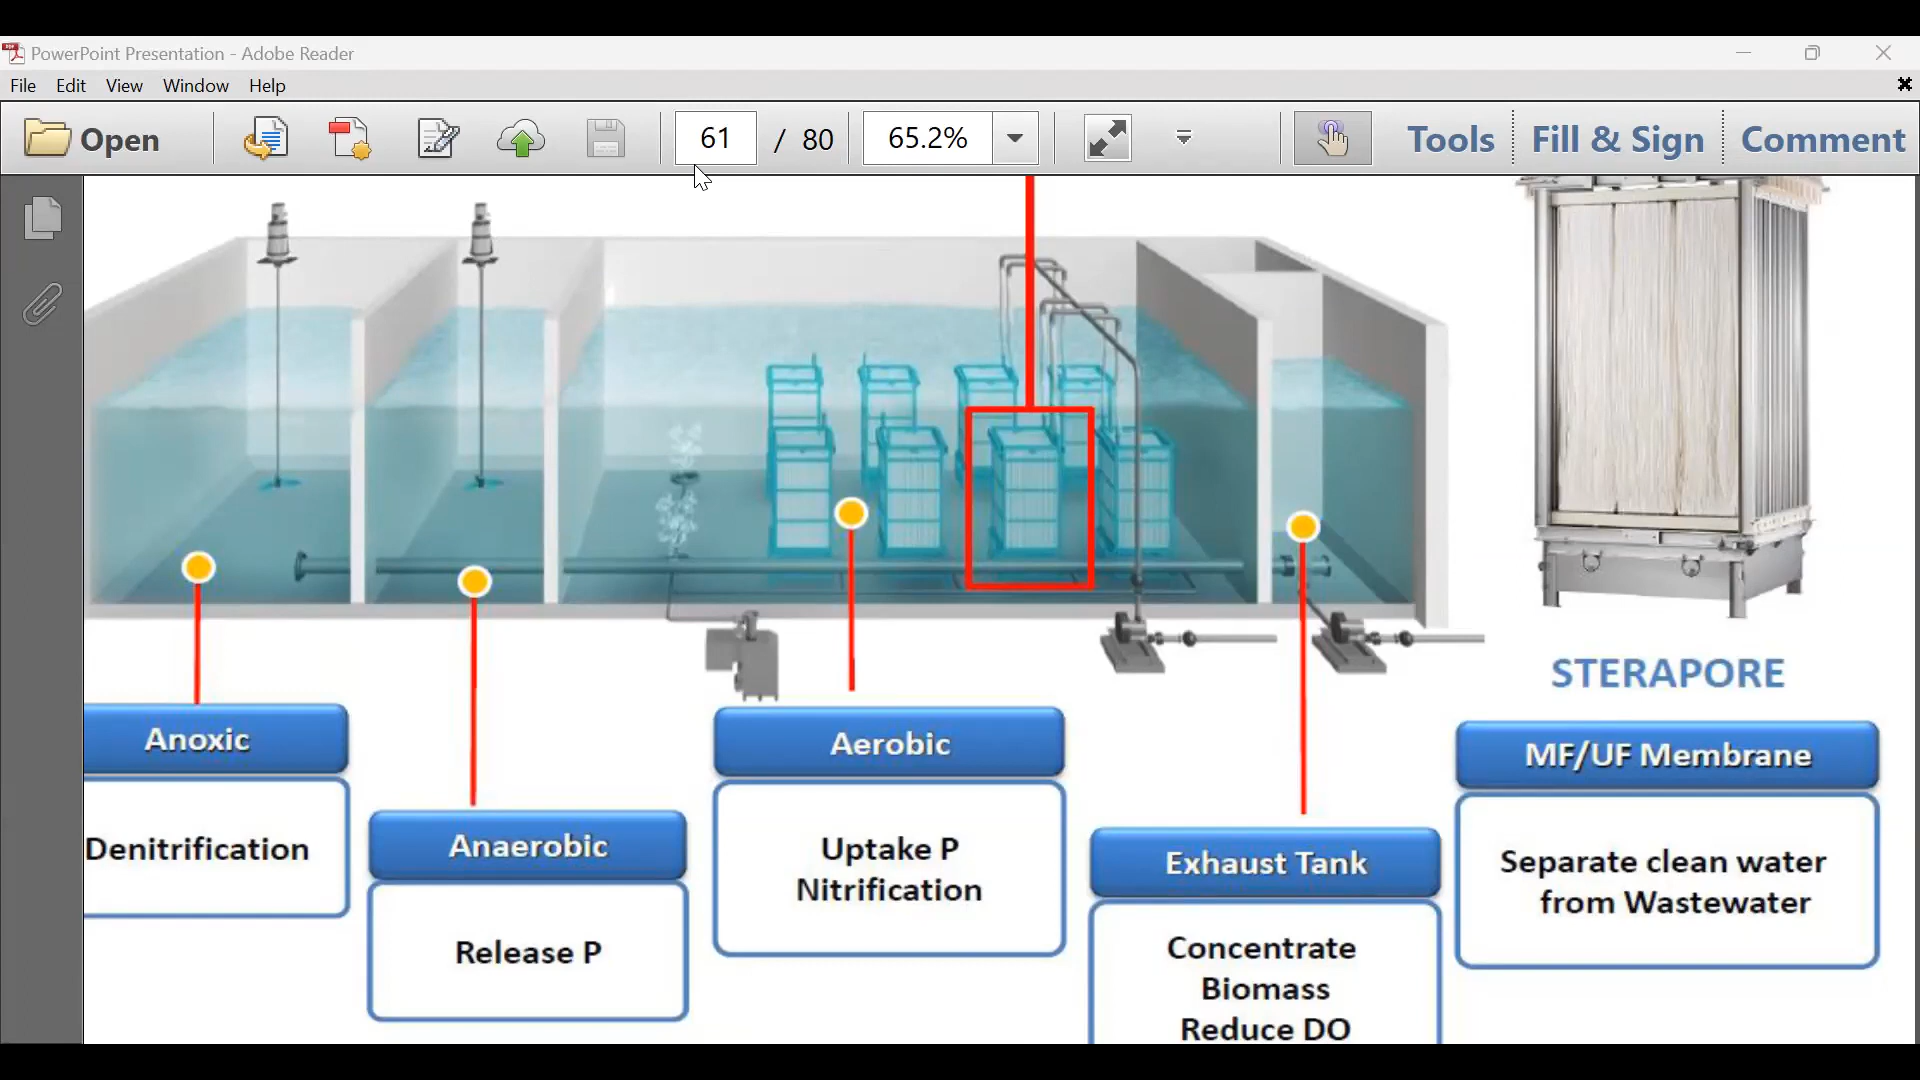 PowerPoint Presentation - Adobe Reader
File Edit View Window Help
Open 61 / 80 65.2% Tools Fill & Sign Comment
STERAPORE
Anoxic
Denitrification
Anaerobic
Release P
Aerobic
Uptake P
Nitrification
Exhaust Tank
Concentrate
Biomass
Reduce DO
MF/UF Membrane
Separate clean water
from Wastewater